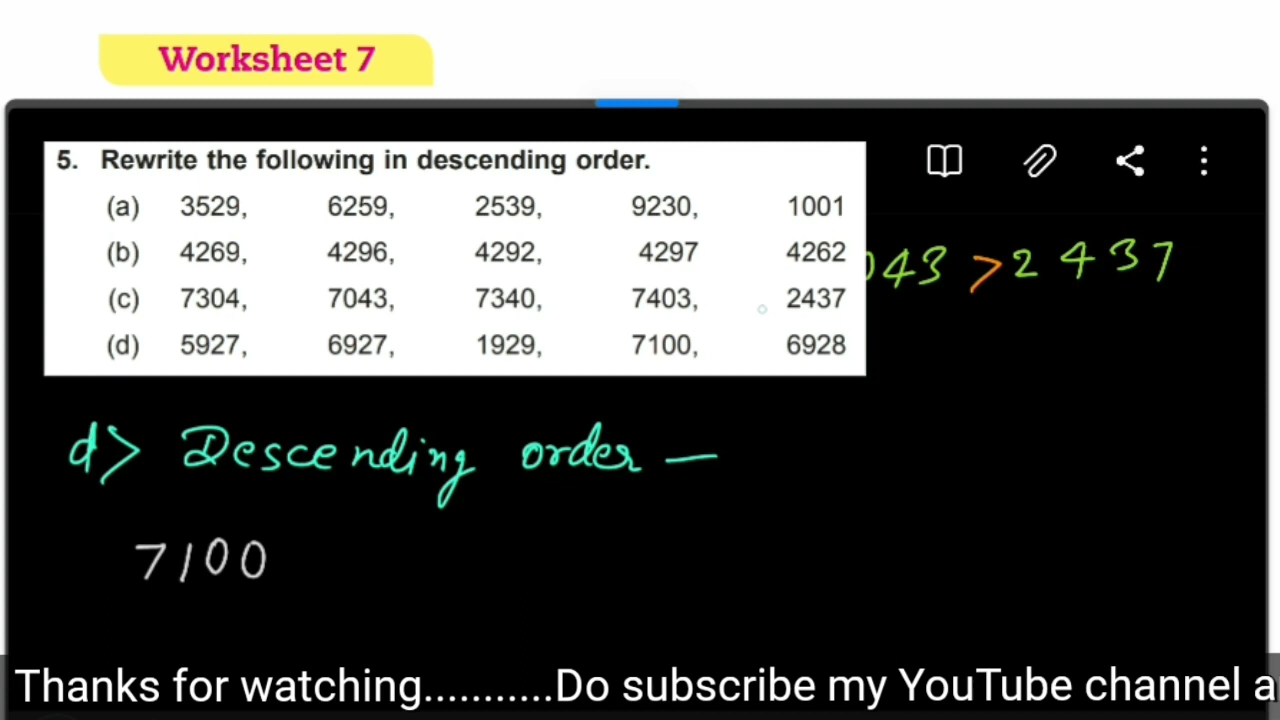 Worksheet 7
5. Rewrite the following in descending order.
(a) 3529, 6259, 2539, 9230, 1001
(b) 4269, 4296, 4292, 4297 4262
(c) 7304, 7043, 7340, 7403, 2437
(d) 5927, 6927, 1929, 7100, 6928
043 > 2437
d> Descending order —
7100
Thanks for watching...........Do subscribe my YouTube channel a